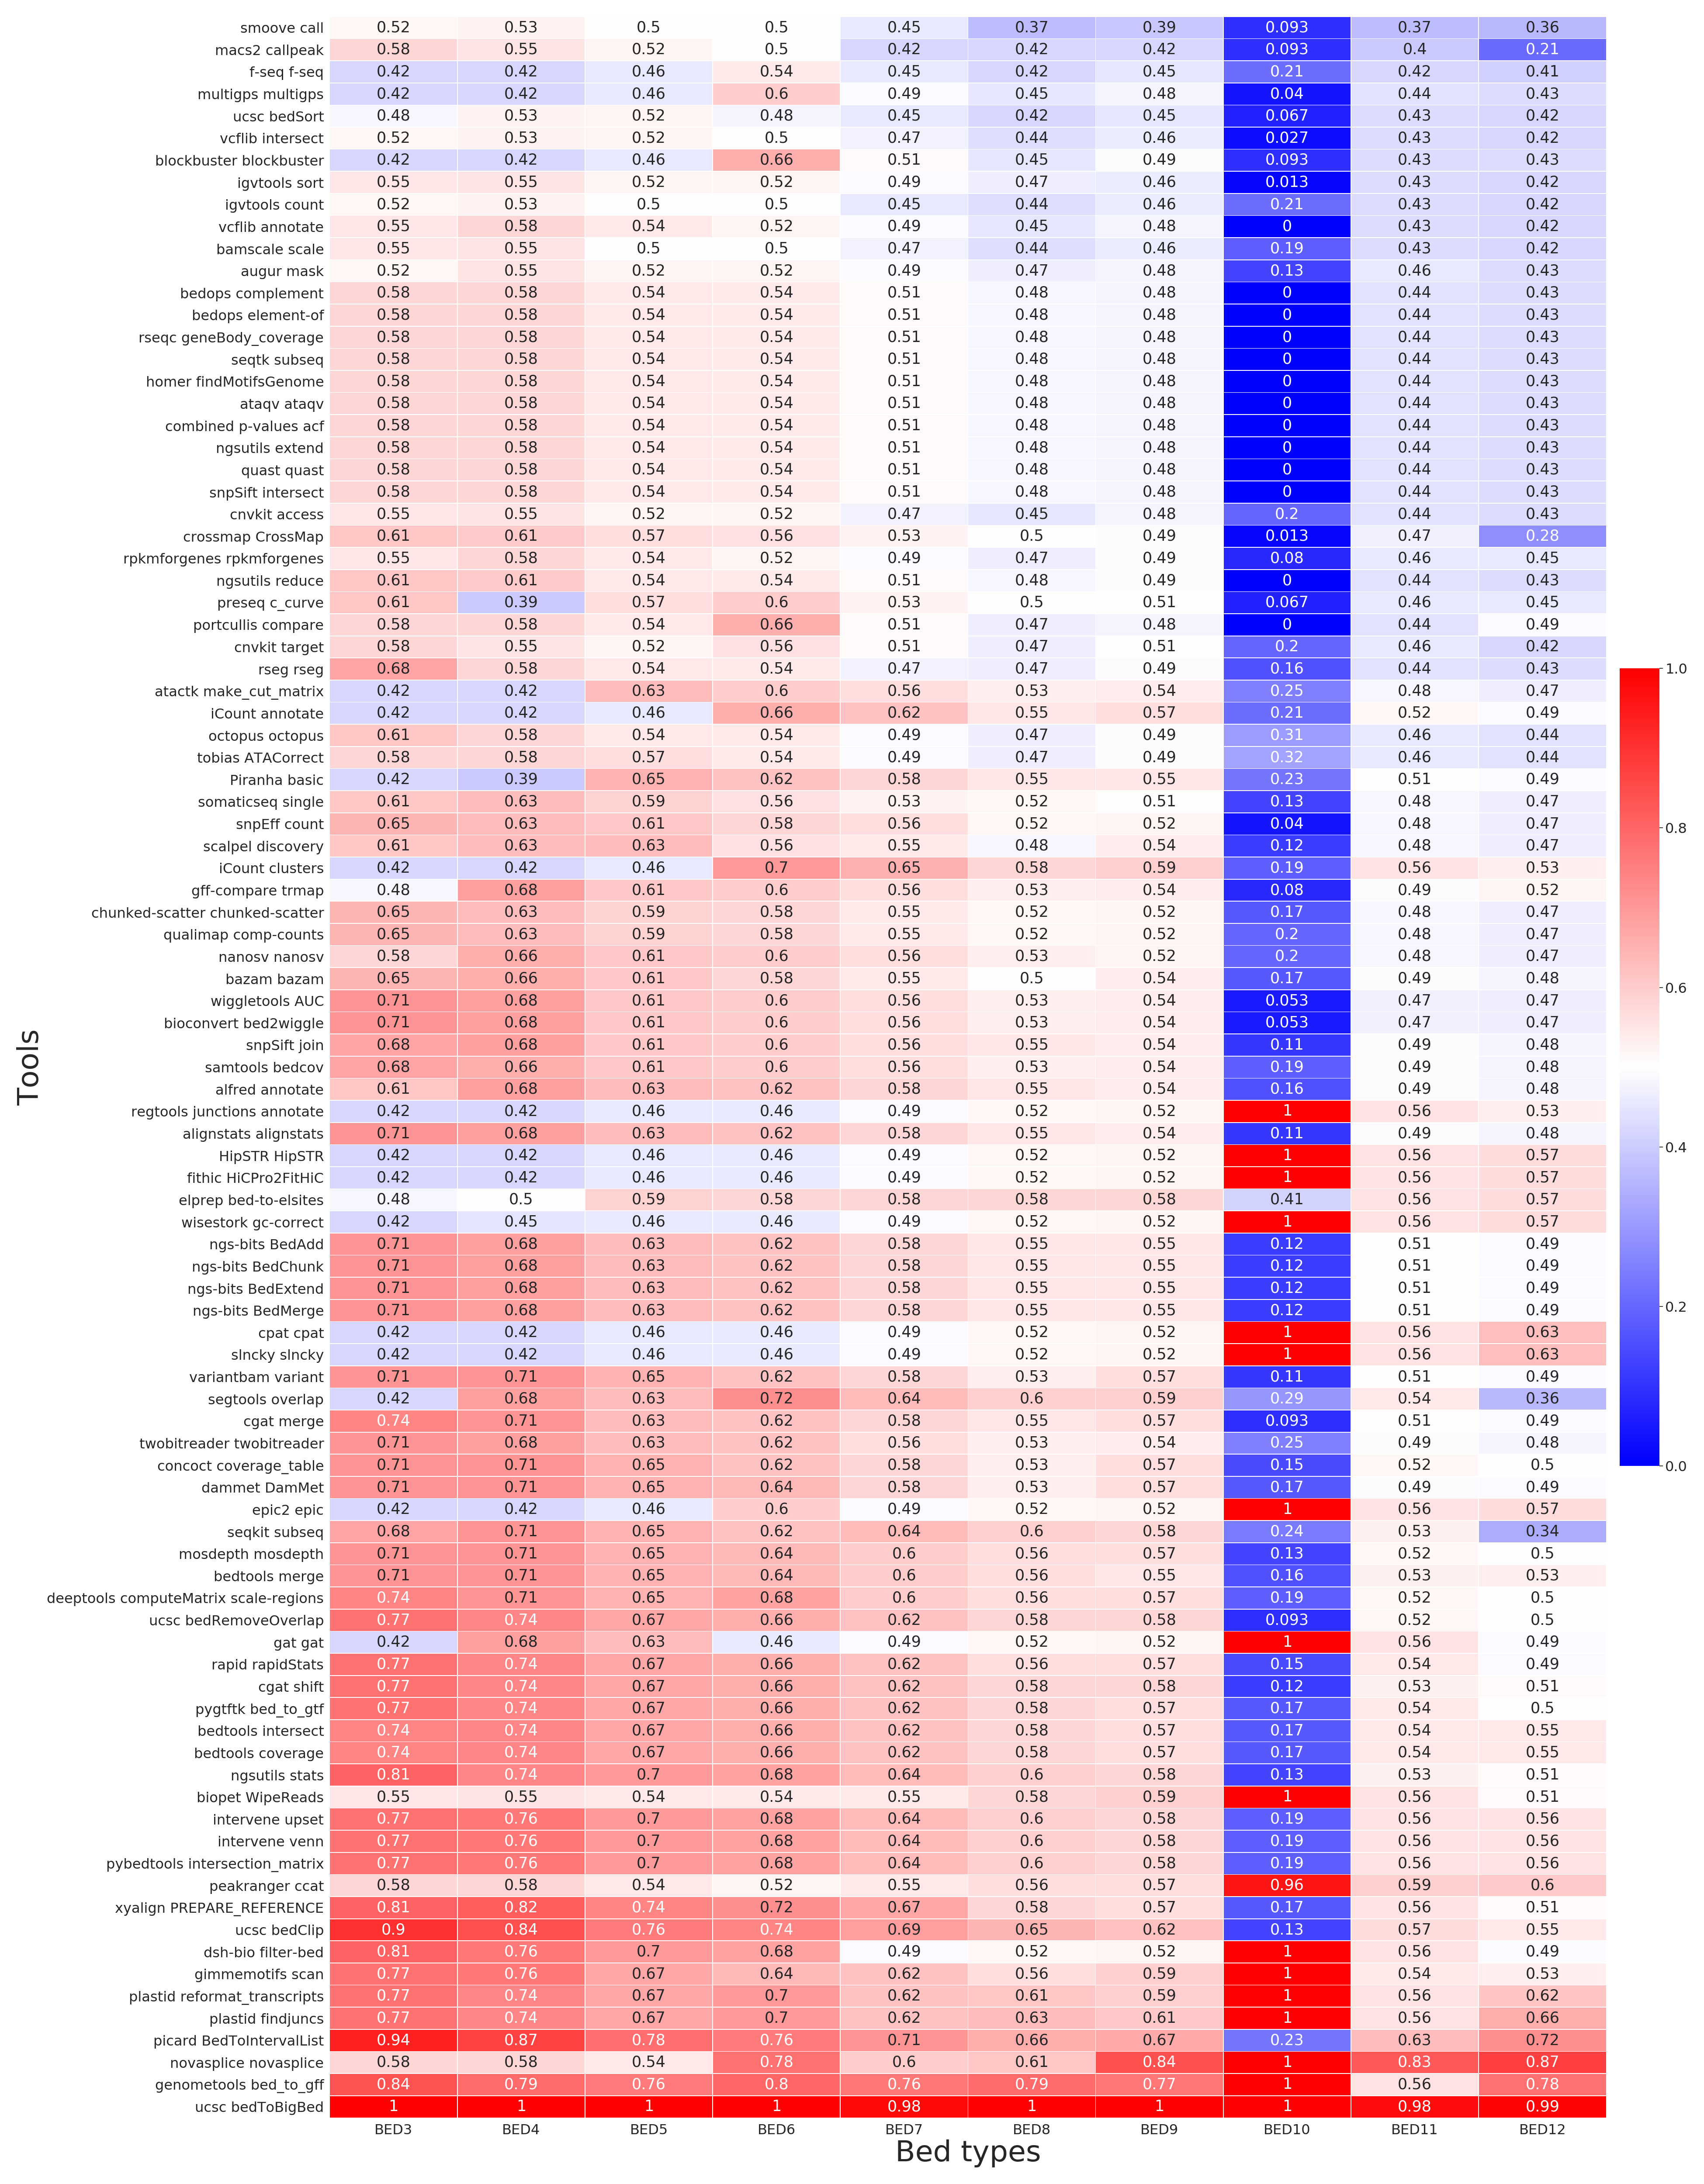 smoove call 0.52 0.53 0.5 0.5 0.45 0.37 0.39 0.093 0.37 0.36
macs2 callpeak 0.58 0.55 0.52 0.5 0.42 0.42 0.42 0.093 0.4 0.21
f-seq f-seq 0.42 0.42 0.46 0.54 0.45 0.42 0.45 0.21 0.42 0.41
multigps multigps 0.42 0.42 0.46 0.6 0.49 0.45 0.48 0.04 0.44 0.43
ucsc bedSort 0.48 0.53 0.52 0.48 0.45 0.42 0.45 0.067 0.43 0.42
vcflib intersect 0.52 0.53 0.52 0.5 0.47 0.44 0.46 0.027 0.43 0.42
blockbuster blockbuster 0.42 0.42 0.46 0.66 0.51 0.45 0.49 0.093 0.43 0.43
igvtools sort 0.55 0.55 0.52 0.52 0.49 0.47 0.46 0.013 0.43 0.42
igvtools count 0.52 0.53 0.5 0.5 0.45 0.44 0.46 0.21 0.43 0.42
vcflib annotate 0.55 0.58 0.54 0.52 0.49 0.45 0.48 0 0.43 0.42
bamscale scale 0.55 0.55 0.5 0.5 0.47 0.44 0.46 0.19 0.43 0.42
augur mask 0.52 0.55 0.52 0.52 0.49 0.47 0.48 0.13 0.46 0.43
bedops complement 0.58 0.58 0.54 0.54 0.51 0.48 0.48 0 0.44 0.43
bedops element-of 0.58 0.58 0.54 0.54 0.51 0.48 0.48 0 0.44 0.43
rseqc geneBody_coverage 0.58 0.58 0.54 0.54 0.51 0.48 0.48 0 0.44 0.43
seqtk subseq 0.58 0.58 0.54 0.54 0.51 0.48 0.48 0 0.44 0.43
homer findMotifsGenome 0.58 0.58 0.54 0.54 0.51 0.48 0.48 0 0.44 0.43
ataqv ataqv 0.58 0.58 0.54 0.54 0.51 0.48 0.48 0 0.44 0.43
combined p-values acf 0.58 0.58 0.54 0.54 0.51 0.48 0.48 0 0.44 0.43
ngsutils extend 0.58 0.58 0.54 0.54 0.51 0.48 0.48 0 0.44 0.43
quast quast 0.58 0.58 0.54 0.54 0.51 0.48 0.48 0 0.44 0.43
snpSift intersect 0.58 0.58 0.54 0.54 0.51 0.48 0.48 0 0.44 0.43
cnvkit access 0.55 0.55 0.52 0.52 0.47 0.45 0.48 0.2 0.44 0.43
crossmap CrossMap 0.61 0.61 0.57 0.56 0.53 0.5 0.49 0.013 0.47 0.28
rpkmforgenes rpkmforgenes 0.55 0.58 0.54 0.52 0.49 0.47 0.49 0.08 0.46 0.45
ngsutils reduce 0.61 0.61 0.54 0.54 0.51 0.48 0.49 0 0.44 0.43
preseq c_curve 0.61 0.39 0.57 0.6 0.53 0.5 0.51 0.067 0.46 0.45
portcullis compare 0.58 0.58 0.54 0.66 0.51 0.47 0.48 0 0.44 0.49
cnvkit target 0.58 0.55 0.52 0.56 0.51 0.47 0.51 0.2 0.46 0.42
rseg rseg 0.68 0.58 0.54 0.54 0.47 0.47 0.49 0.16 0.44 0.43
atactk make_cut_matrix 0.42 0.42 0.63 0.6 0.56 0.53 0.54 0.25 0.48 0.47
iCount annotate 0.42 0.42 0.46 0.66 0.62 0.55 0.57 0.21 0.52 0.49
octopus octopus 0.61 0.58 0.54 0.54 0.49 0.47 0.49 0.31 0.46 0.44
tobias ATACorrect 0.58 0.58 0.57 0.54 0.49 0.47 0.49 0.32 0.46 0.44
Piranha basic 0.42 0.39 0.65 0.62 0.58 0.55 0.55 0.23 0.51 0.49
somaticseq single 0.61 0.63 0.59 0.56 0.53 0.52 0.51 0.13 0.48 0.47
snpEff count 0.65 0.63 0.61 0.58 0.56 0.52 0.52 0.04 0.48 0.47
scalpel discovery 0.61 0.63 0.63 0.56 0.55 0.48 0.54 0.12 0.48 0.47
iCount clusters 0.42 0.42 0.46 0.7 0.65 0.58 0.59 0.19 0.56 0.53
gff-compare trmap 0.48 0.68 0.61 0.6 0.56 0.53 0.54 0.08 0.49 0.52
chunked-scatter chunked-scatter 0.65 0.63 0.59 0.58 0.55 0.52 0.52 0.17 0.48 0.47
qualimap comp-counts 0.65 0.63 0.59 0.58 0.55 0.52 0.52 0.2 0.48 0.47
nanosv nanosv 0.58 0.66 0.61 0.6 0.56 0.53 0.52 0.2 0.48 0.47
bazam bazam 0.65 0.66 0.61 0.58 0.55 0.5 0.54 0.17 0.49 0.48
wiggletools AUC 0.71 0.68 0.61 0.6 0.56 0.53 0.54 0.053 0.47 0.47
bioconvert bed2wiggle 0.71 0.68 0.61 0.6 0.56 0.53 0.54 0.053 0.47 0.47
snpSift join 0.68 0.68 0.61 0.6 0.56 0.55 0.54 0.11 0.49 0.48
samtools bedcov 0.68 0.66 0.61 0.6 0.56 0.53 0.54 0.19 0.49 0.48
alfred annotate 0.61 0.68 0.63 0.62 0.58 0.55 0.54 0.16 0.49 0.48
regtools junctions annotate 0.42 0.42 0.46 0.46 0.49 0.52 0.52 1 0.56 0.53
alignstats alignstats 0.71 0.68 0.63 0.62 0.58 0.55 0.54 0.11 0.49 0.48
HipSTR HipSTR 0.42 0.42 0.46 0.46 0.49 0.52 0.52 1 0.56 0.57
fithic HiCPro2FitHiC 0.42 0.42 0.46 0.46 0.49 0.52 0.52 1 0.56 0.57
elprep bed-to-elsites 0.48 0.5 0.59 0.58 0.58 0.58 0.58 0.41 0.56 0.57
wisestork gc-correct 0.42 0.45 0.46 0.46 0.49 0.52 0.52 1 0.56 0.57
ngs-bits BedAdd 0.71 0.68 0.63 0.62 0.58 0.55 0.55 0.12 0.51 0.49
ngs-bits BedChunk 0.71 0.68 0.63 0.62 0.58 0.55 0.55 0.12 0.51 0.49
ngs-bits BedExtend 0.71 0.68 0.63 0.62 0.58 0.55 0.55 0.12 0.51 0.49
ngs-bits BedMerge 0.71 0.68 0.63 0.62 0.58 0.55 0.55 0.12 0.51 0.49
cpat cpat 0.42 0.42 0.46 0.46 0.49 0.52 0.52 1 0.56 0.63
slncky slncky 0.42 0.42 0.46 0.46 0.49 0.52 0.52 1 0.56 0.63
variantbam variant 0.71 0.71 0.65 0.62 0.58 0.53 0.57 0.11 0.51 0.49
segtools overlap 0.42 0.68 0.63 0.72 0.64 0.6 0.59 0.29 0.54 0.36
cgat merge 0.74 0.71 0.63 0.62 0.58 0.55 0.57 0.093 0.51 0.49
twobitreader twobitreader 0.71 0.68 0.63 0.62 0.56 0.53 0.54 0.25 0.49 0.48
concoct coverage_table 0.71 0.71 0.65 0.62 0.58 0.53 0.57 0.15 0.52 0.5
dammet DamMet 0.71 0.71 0.65 0.64 0.58 0.53 0.57 0.17 0.49 0.49
epic2 epic 0.42 0.42 0.46 0.6 0.49 0.52 0.52 1 0.56 0.57
seqkit subseq 0.68 0.71 0.65 0.62 0.64 0.6 0.58 0.24 0.53 0.34
mosdepth mosdepth 0.71 0.71 0.65 0.64 0.6 0.56 0.57 0.13 0.52 0.5
bedtools merge 0.71 0.71 0.65 0.64 0.6 0.56 0.55 0.16 0.53 0.53
deeptools computeMatrix scale-regions 0.74 0.71 0.65 0.68 0.6 0.56 0.57 0.19 0.52 0.5
ucsc bedRemoveOverlap 0.77 0.74 0.67 0.66 0.62 0.58 0.58 0.093 0.52 0.5
gat gat 0.42 0.68 0.63 0.46 0.49 0.52 0.52 1 0.56 0.49
rapid rapidStats 0.77 0.74 0.67 0.66 0.62 0.56 0.57 0.15 0.54 0.49
cgat shift 0.77 0.74 0.67 0.66 0.62 0.58 0.58 0.12 0.53 0.51
pygtftk bed_to_gtf 0.77 0.74 0.67 0.66 0.62 0.58 0.57 0.17 0.54 0.5
bedtools intersect 0.74 0.74 0.67 0.66 0.62 0.58 0.57 0.17 0.54 0.55
bedtools coverage 0.74 0.74 0.67 0.66 0.62 0.58 0.57 0.17 0.54 0.55
ngsutils stats 0.81 0.74 0.7 0.68 0.64 0.6 0.58 0.13 0.53 0.51
biopet WipeReads 0.55 0.55 0.54 0.54 0.55 0.58 0.59 1 0.56 0.51
intervene upset 0.77 0.76 0.7 0.68 0.64 0.6 0.58 0.19 0.56 0.56
intervene venn 0.77 0.76 0.7 0.68 0.64 0.6 0.58 0.19 0.56 0.56
pybedtools intersection_matrix 0.77 0.76 0.7 0.68 0.64 0.6 0.58 0.19 0.56 0.56
peakranger ccat 0.58 0.58 0.54 0.52 0.55 0.56 0.57 0.96 0.59 0.6
xyalign PREPARE_REFERENCE 0.81 0.82 0.74 0.72 0.67 0.58 0.57 0.17 0.56 0.51
ucsc bedClip 0.9 0.84 0.76 0.74 0.69 0.65 0.62 0.13 0.57 0.55
dsh-bio filter-bed 0.81 0.76 0.7 0.68 0.49 0.52 0.52 1 0.56 0.49
gimmemotifs scan 0.77 0.76 0.67 0.64 0.62 0.56 0.59 1 0.54 0.53
plastid reformat_transcripts 0.77 0.74 0.67 0.7 0.62 0.61 0.59 1 0.56 0.62
plastid findjuncs 0.77 0.74 0.67 0.7 0.62 0.63 0.61 1 0.56 0.66
picard BedToIntervalList 0.94 0.87 0.78 0.76 0.71 0.66 0.67 0.23 0.63 0.72
novasplice novasplice 0.58 0.58 0.54 0.78 0.6 0.61 0.84 1 0.83 0.87
genometools bed_to_gff 0.84 0.79 0.76 0.8 0.76 0.79 0.77 1 0.56 0.78
ucsc bedToBigBed 1 1 1 1 0.98 1 1 1 0.98 0.99
BED3 BED4 BED5 BED6 BED7 BED8 BED9 BED10 BED11 BED12
Bed types
Tools
1.0
0.8
0.6
0.4
0.2
0.0